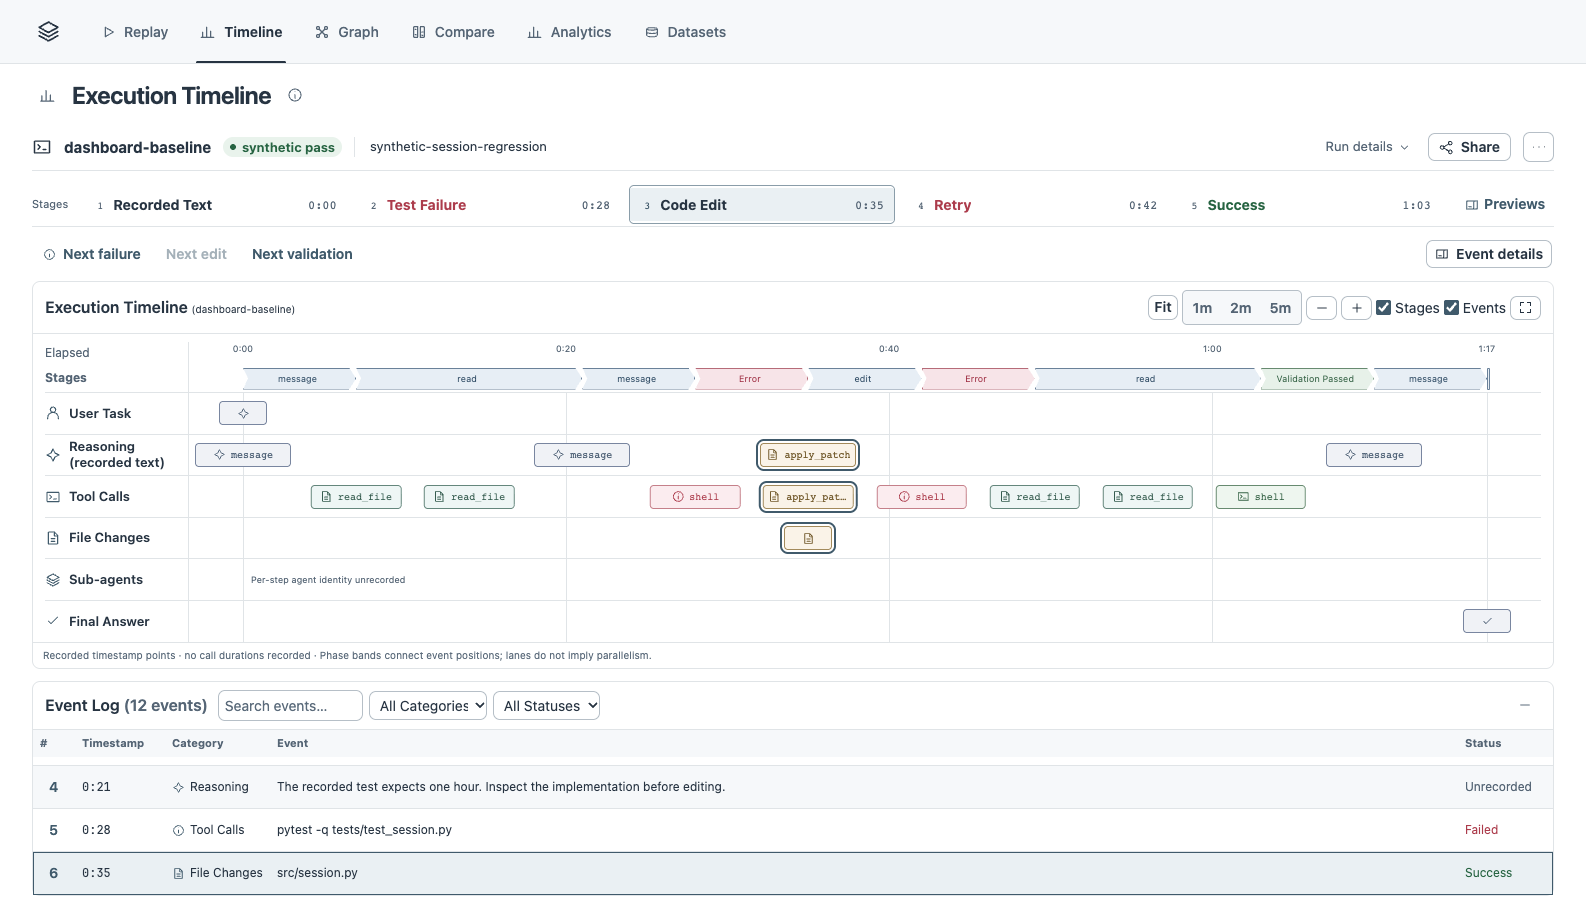 Replay Timeline Graph Compare Analytics Datasets
Execution Timeline
dashboard-baseline synthetic pass synthetic-session-regression Run details Share ...
Stages 1 Recorded Text 0:00 2 Test Failure 0:28 3 Code Edit 0:35 4 Retry 0:42 5 Success 1:03 Previews
Next failure Next edit Next validation Event details
Execution Timeline (dashboard-baseline) Fit 1m 2m 5m − + Stages Events
Elapsed 0:00 0:20 0:40 1:00 1:17
Stages message read message Error edit Error read Validation Passed message
User Task
Reasoning
(recorded text) message message apply_patch message
Tool Calls read_file read_file shell apply_pat… shell read_file read_file shell
File Changes
Sub-agents Per-step agent identity unrecorded
Final Answer
Recorded timestamp points · no call durations recorded · Phase bands connect event positions; lanes do not imply parallelism.
Event Log (12 events) Search events... All Categories All Statuses −
# Timestamp Category Event Status
4 0:21 Reasoning The recorded test expects one hour. Inspect the implementation before editing. Unrecorded
5 0:28 Tool Calls pytest -q tests/test_session.py Failed
6 0:35 File Changes src/session.py Success